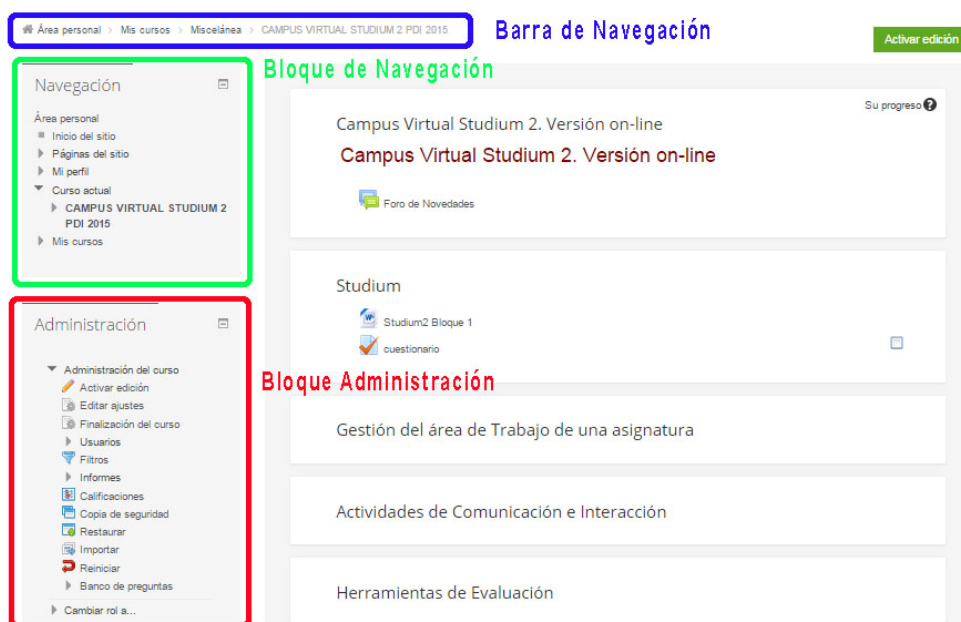 Área personal > Mis cursos > Miscelánea > CAMPUS VIRTUAL STUDIUM 2 PDI 2015
Barra de Navegación
Activar edición
Bloque de Navegación
Navegación
Área personal
Inicio del sitio
Páginas del sitio
Mi perfil
Curso actual
CAMPUS VIRTUAL STUDIUM 2
PDI 2015
Mis cursos
Su progreso
Campus Virtual Studium 2. Versión on-line
Campus Virtual Studium 2. Versión on-line
Foro de Novedades
Studium
Studium2 Bloque 1
cuestionario
Bloque Administración
Administración
Administración del curso
Activar edición
Editar ajustes
Finalización del curso
Usuarios
Filtros
Informes
Calificaciones
Copia de seguridad
Restaurar
Importar
Reiniciar
Banco de preguntas
Cambiar rol a...
Gestión del área de Trabajo de una asignatura
Actividades de Comunicación e Interacción
Herramientas de Evaluación